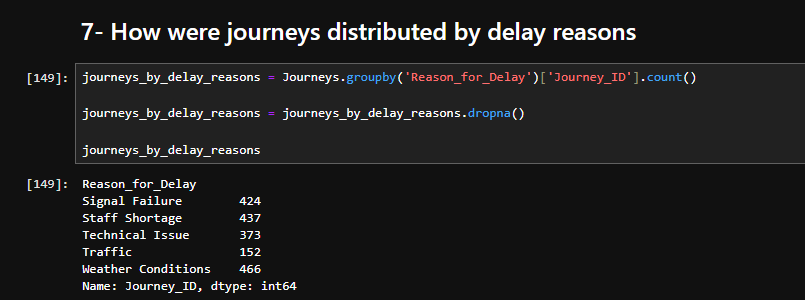 7- How were journeys distributed by delay reasons
[149]: journeys_by_delay_reasons = Journeys.groupby('Reason_for_Delay')['Journey_ID'].count()
journeys_by_delay_reasons = journeys_by_delay_reasons.dropna()
journeys_by_delay_reasons
[149]: Reason_for_Delay
Signal Failure 424
Staff Shortage 437
Technical Issue 373
Traffic 152
Weather Conditions 466
Name: Journey_ID, dtype: int64